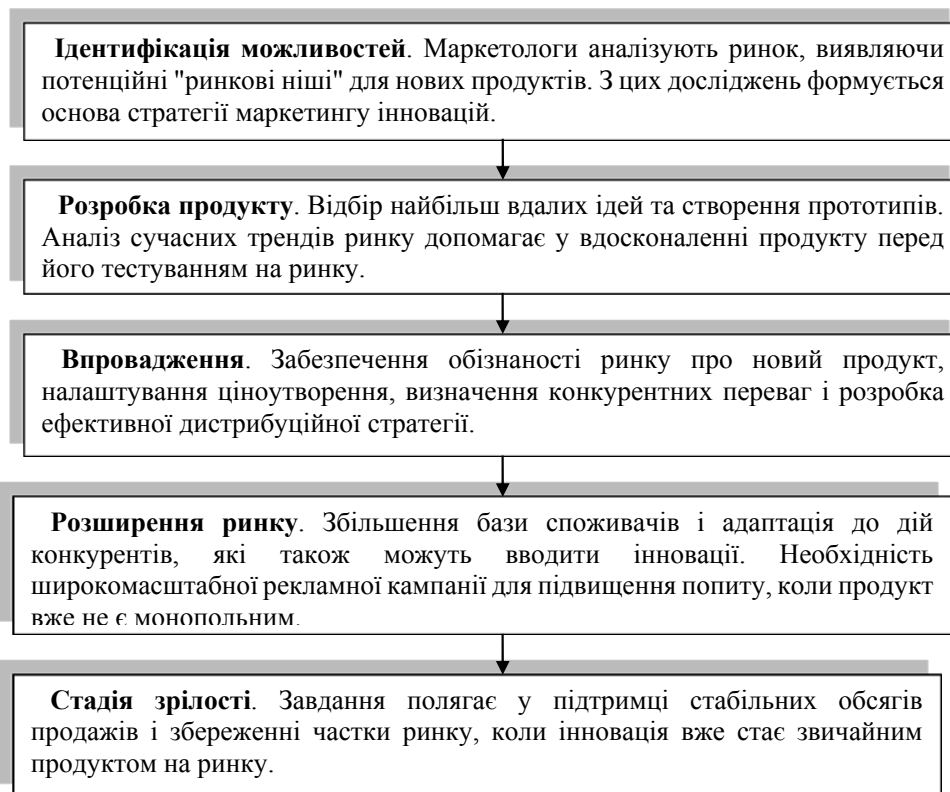 Ідентифікація можливостей. Маркетологи аналізують ринок, виявляючи
потенційні "ринкові ніші" для нових продуктів. З цих досліджень формується
основа стратегії маркетингу інновацій.
Розробка продукту. Відбір найбільш вдалих ідей та створення прототипів.
Аналіз сучасних трендів ринку допомагає у вдосконаленні продукту перед
його тестуванням на ринку.
Впровадження. Забезпечення обізнаності ринку про новий продукт,
налаштування ціноутворення, визначення конкурентних переваг і розробка
ефективної дистрибуційної стратегії.
Розширення ринку. Збільшення бази споживачів і адаптація до дій
конкурентів, які також можуть вводити інновації. Необхідність
широкомасштабної рекламної кампанії для підвищення попиту, коли продукт
вже не є монопольним.
Стадія зрілості. Завдання полягає у підтримці стабільних обсягів
продажів і збереженні частки ринку, коли інновація вже стає звичайним
продуктом на ринку.